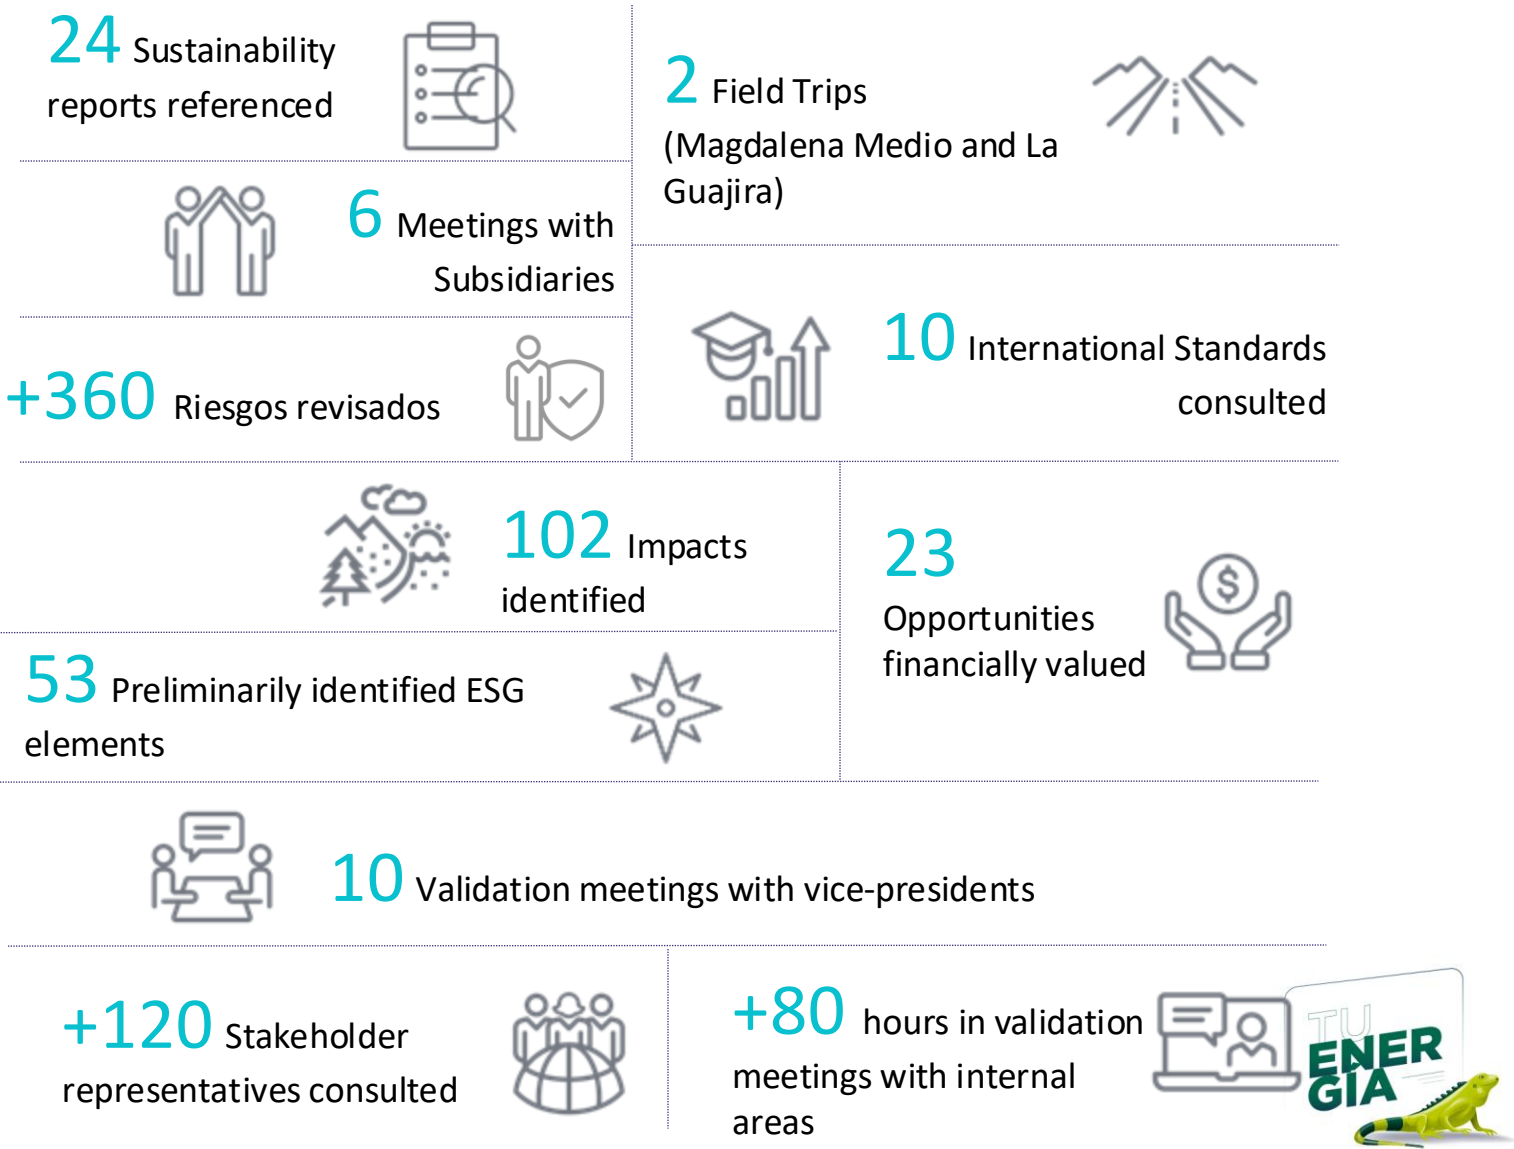 24 Sustainability
reports referenced
2 Field Trips
(Magdalena Medio and La
Guajira)
6 Meetings with
Subsidiaries
10 International Standards
consulted
+360 Riesgos revisados
102 Impacts
identified
23
Opportunities
financially valued
$
53 Preliminarily identified ESG
elements
10 Validation meetings with vice-presidents
+120 Stakeholder
representatives consulted
+80 hours in validation
meetings with internal
areas
TU
ENER
GÍA